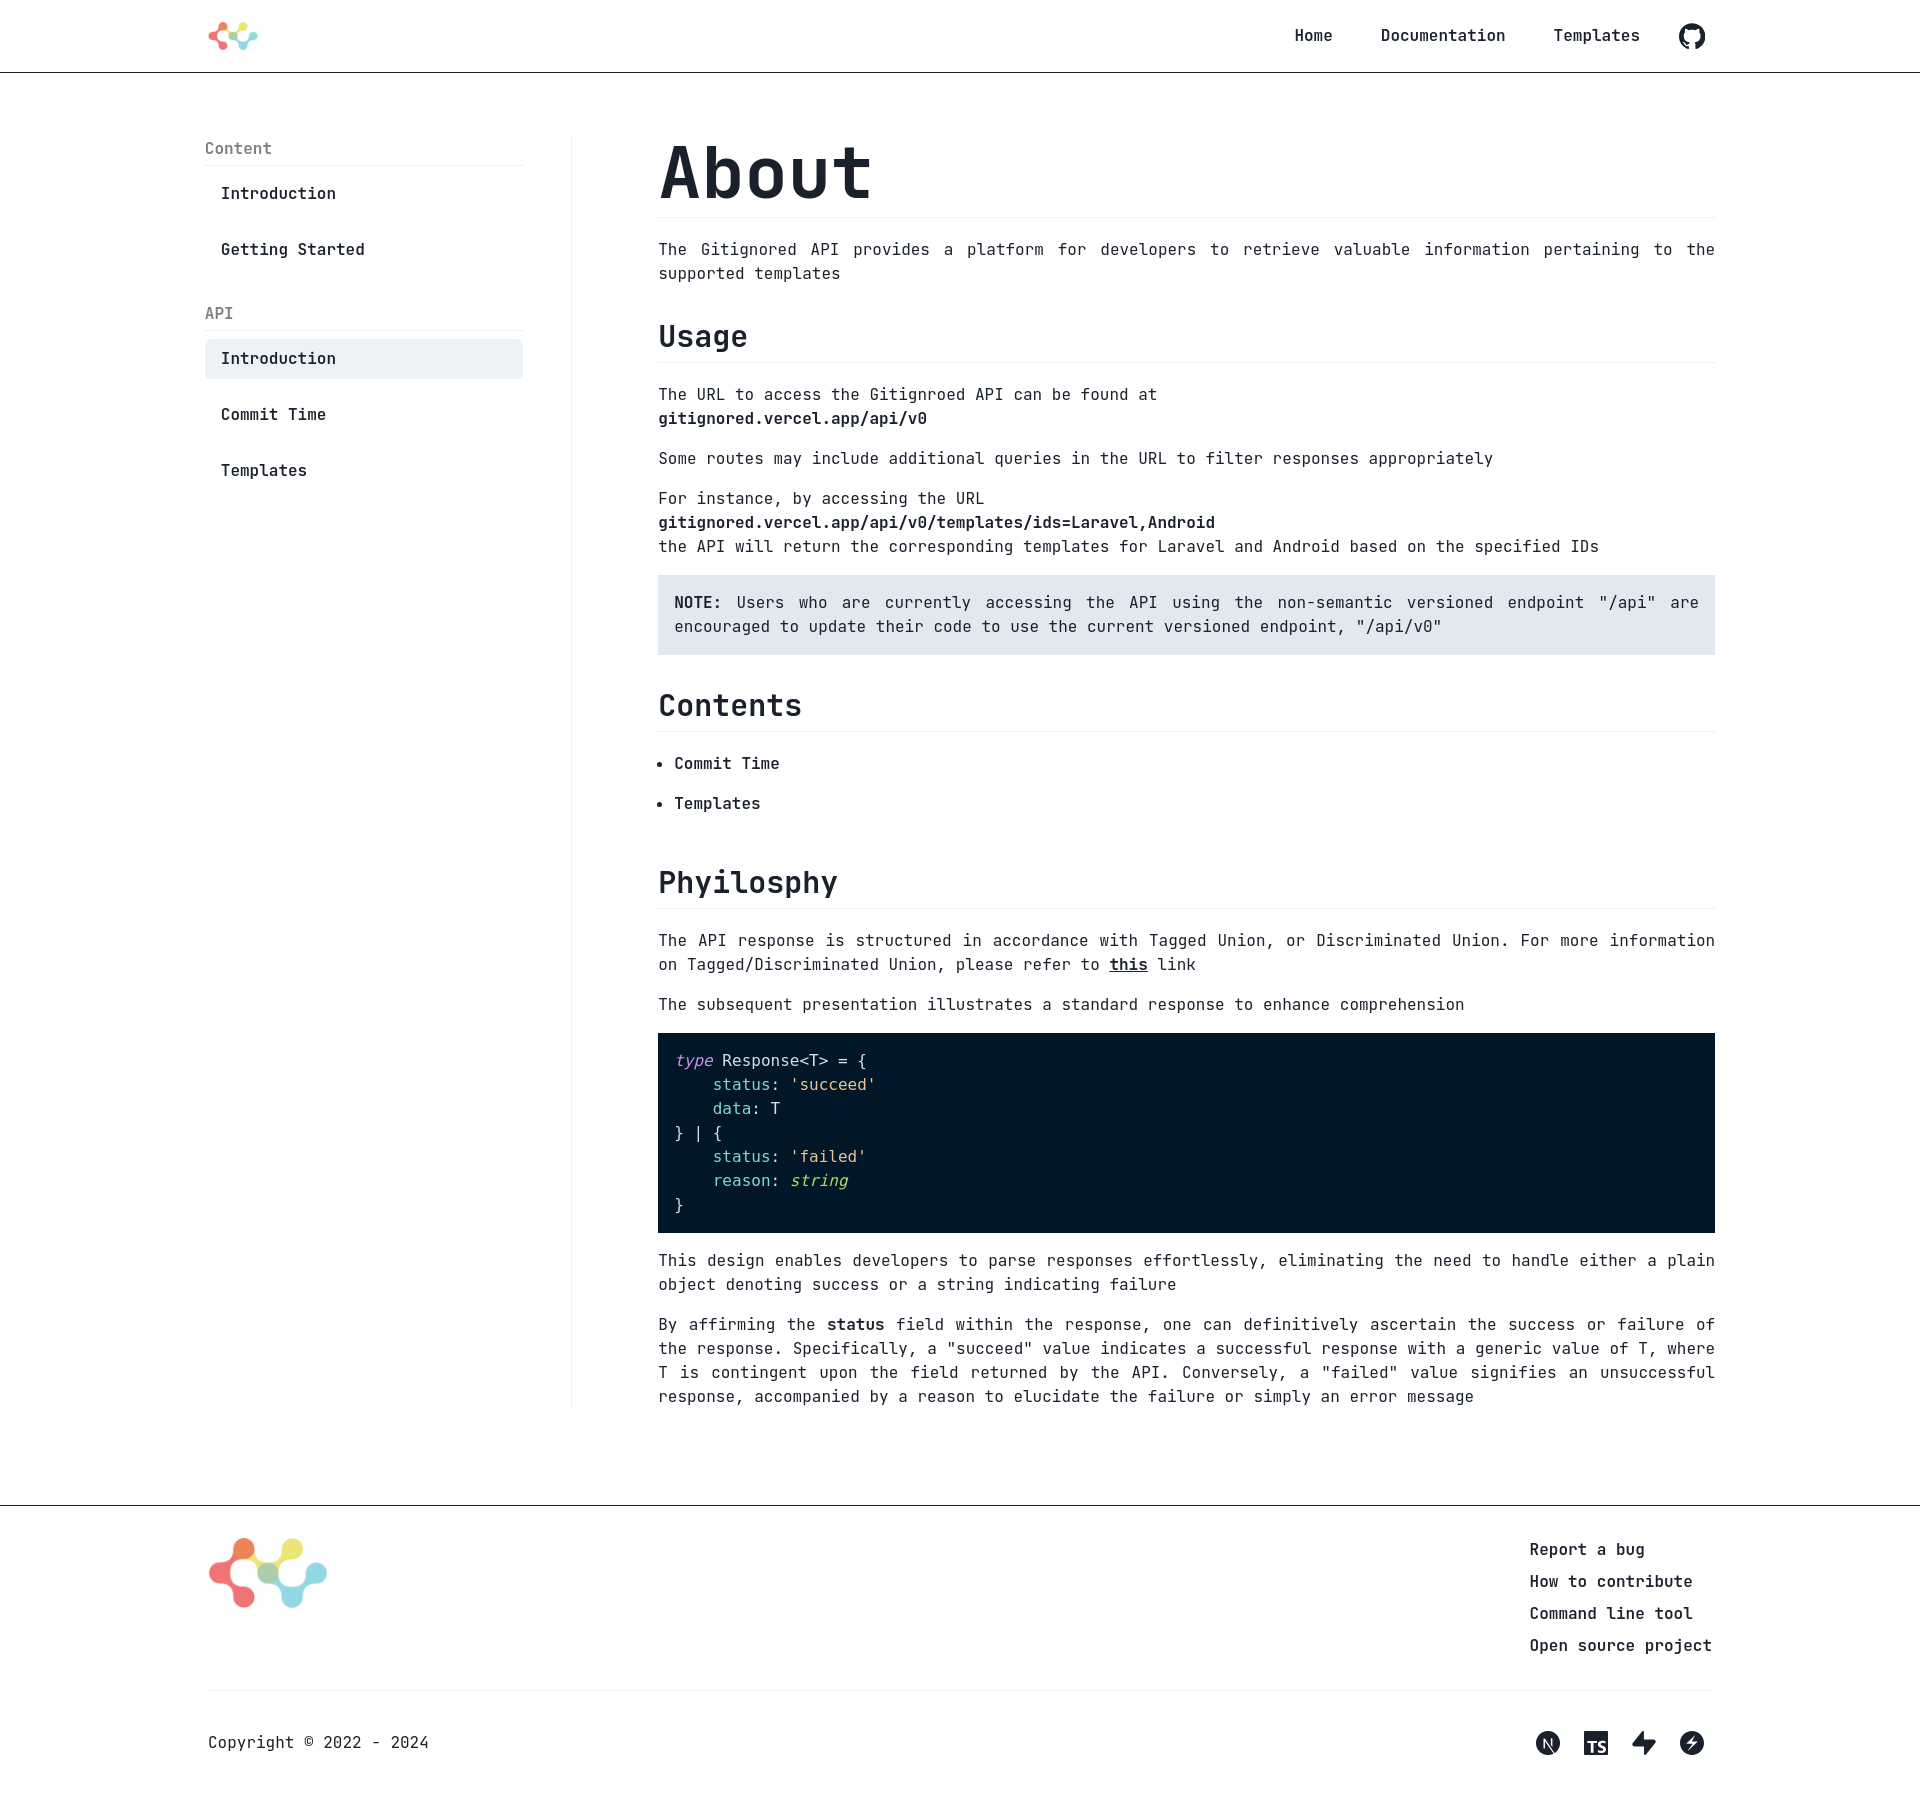 Home Documentation Templates
Content
Introduction
Getting Started
API
Introduction
Commit Time
Templates
About
The Gitignored API provides a platform for developers to retrieve valuable information pertaining to the
supported templates
Usage
The URL to access the Gitignroed API can be found at
gitignored.vercel.app/api/v0
Some routes may include additional queries in the URL to filter responses appropriately
For instance, by accessing the URL
gitignored.vercel.app/api/v0/templates/ids=Laravel,Android
the API will return the corresponding templates for Laravel and Android based on the specified IDs
NOTE: Users who are currently accessing the API using the non-semantic versioned endpoint "/api" are
encouraged to update their code to use the current versioned endpoint, "/api/v0"
Contents
• Commit Time
• Templates
Phyilosphy
The API response is structured in accordance with Tagged Union, or Discriminated Union. For more information
on Tagged/Discriminated Union, please refer to this link
The subsequent presentation illustrates a standard response to enhance comprehension
type Response<T> = {
    status: 'succeed'
    data: T
} | {
    status: 'failed'
    reason: string
}
This design enables developers to parse responses effortlessly, eliminating the need to handle either a plain
object denoting success or a string indicating failure
By affirming the status field within the response, one can definitively ascertain the success or failure of
the response. Specifically, a "succeed" value indicates a successful response with a generic value of T, where
T is contingent upon the field returned by the API. Conversely, a "failed" value signifies an unsuccessful
response, accompanied by a reason to elucidate the failure or simply an error message
Report a bug
How to contribute
Command line tool
Open source project
Copyright © 2022 - 2024
N TS